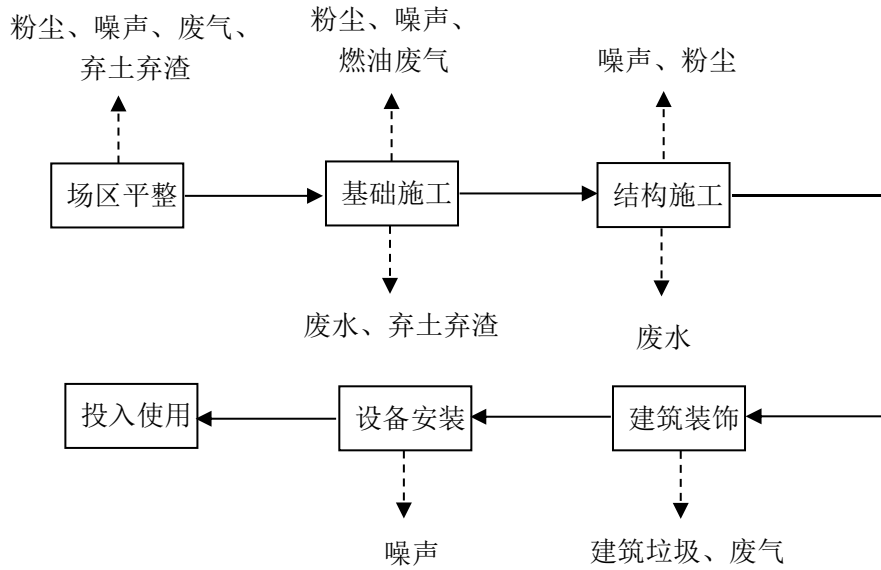 粉尘、噪声、废气、
弃土弃渣
粉尘、噪声、
燃油废气
噪声、粉尘
场区平整
基础施工
结构施工
废水、弃土弃渣
废水
投入使用
设备安装
建筑装饰
噪声
建筑垃圾、废气